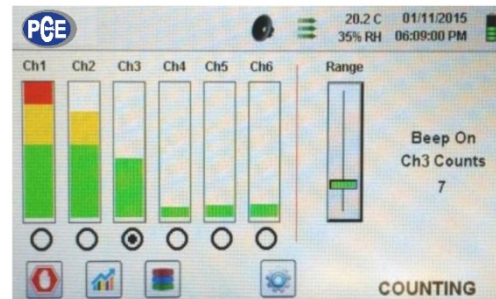 PCE
20.2 C 01/11/2015
35% RH 06:09:00 PM
Ch1 Ch2 Ch3 Ch4 Ch5 Ch6 Range
Beep On
Ch3 Counts
7
COUNTING